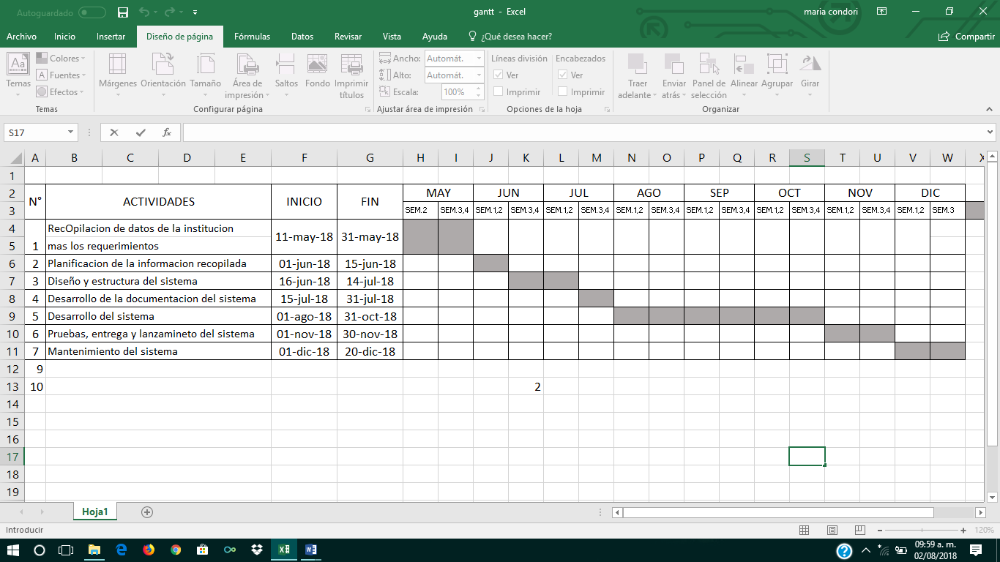 Autoguardado
gantt - Excel
maria condori
Archivo Inicio Insertar Diseño de página Fórmulas Datos Revisar Vista Ayuda ¿Qué desea hacer? Compartir
Temas
Colores
Fuentes
Efectos
Temas
Márgenes Orientación Tamaño Área de impresión Saltos Fondo Imprimir títulos
Configurar página
Ancho: Automát.
Alto: Automát.
Escala: 100%
Ajustar área de impresión
Líneas división Encabezados
Ver Ver
Imprimir Imprimir
Opciones de la hoja
Traer adelante Enviar atrás Panel de selección Alinear Agrupar Girar
Organizar
S17 fx
A B C D E F G H I J K L M N O P Q R S T U V W X
1
2 N° ACTIVIDADES INICIO FIN MAY JUN JUL AGO SEP OCT NOV DIC
3 SEM.2 SEM.3,4 SEM.1,2 SEM.3,4 SEM.1,2 SEM.3,4 SEM.1,2 SEM.3,4 SEM.1,2 SEM.3,4 SEM.1,2 SEM.3,4 SEM.1,2 SEM.3,4 SEM.1,2 SEM.3
4 RecOpilacion de datos de la institucion 11-may-18 31-may-18
5 1 mas los requerimientos
6 2 Planificacion de la informacion recopilada 01-jun-18 15-jun-18
7 3 Diseño y estructura del sistema 16-jun-18 14-jul-18
8 4 Desarrollo de la documentacion del sistema 15-jul-18 31-jul-18
9 5 Desarrollo del sistema 01-ago-18 31-oct-18
10 6 Pruebas, entrega y lanzamineto del sistema 01-nov-18 30-nov-18
11 7 Mantenimiento del sistema 01-dic-18 20-dic-18
12 9
13 10 2
14
15
16
17
18
19
Hoja1
Introducir
120%
09:59 a. m.
02/08/2018